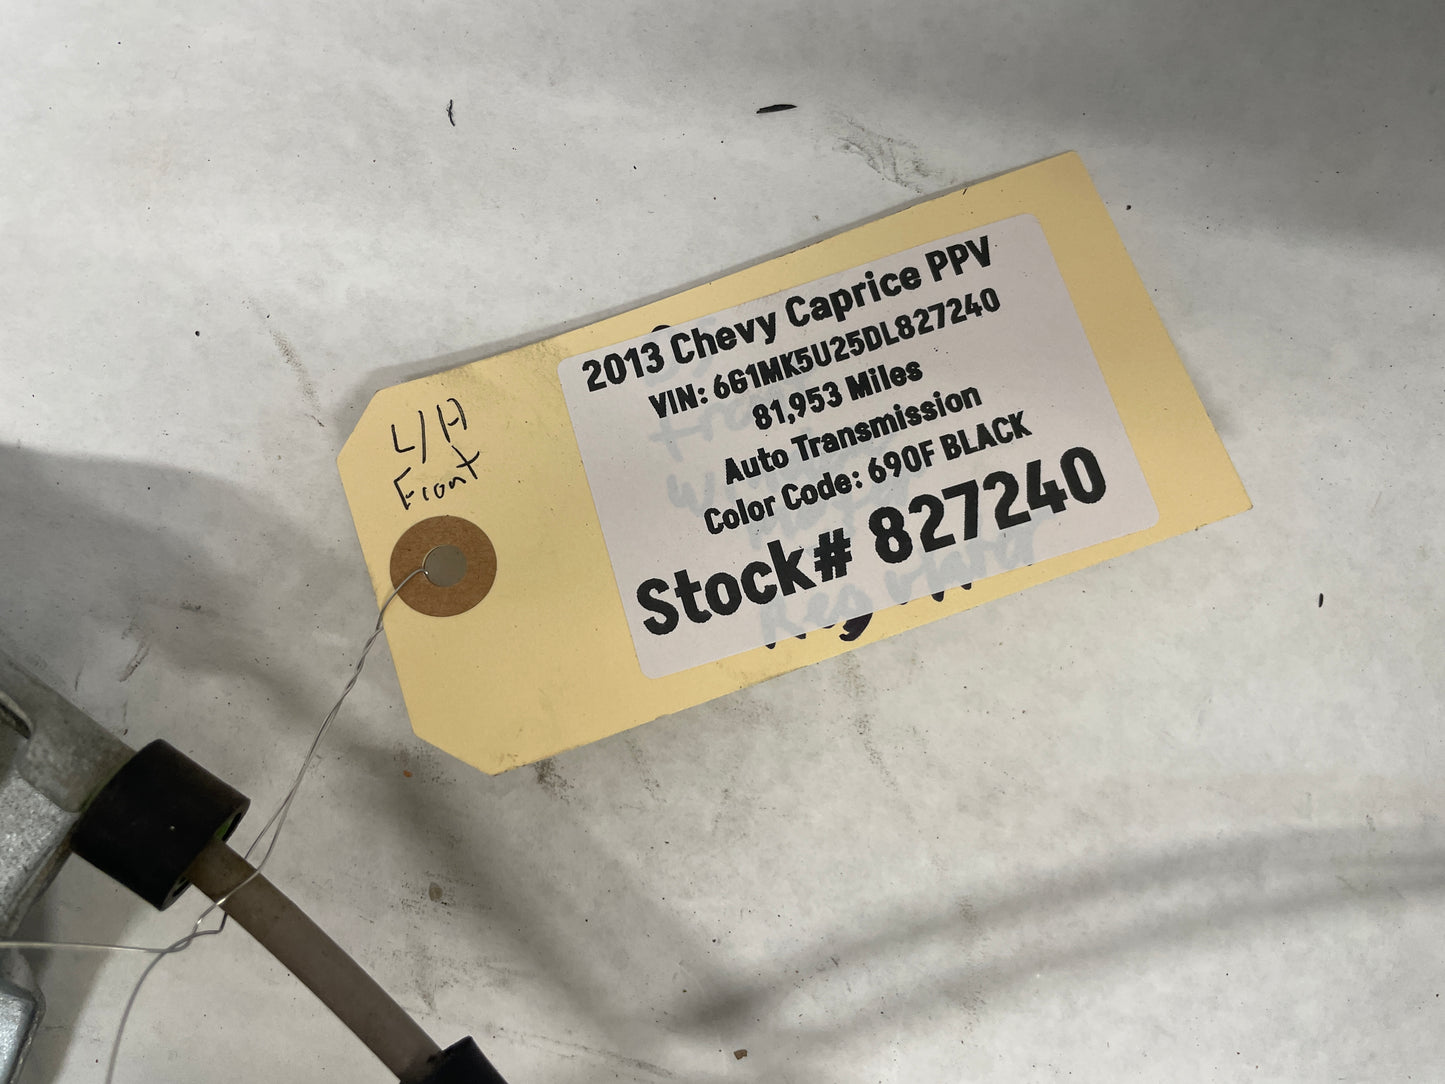 L/H
Front
2013 Chevy Caprice PPV
VIN: 6G1MK5U25DL827240
81,953 Miles
Auto Transmission
Color Code: 690F BLACK
Stock# 827240